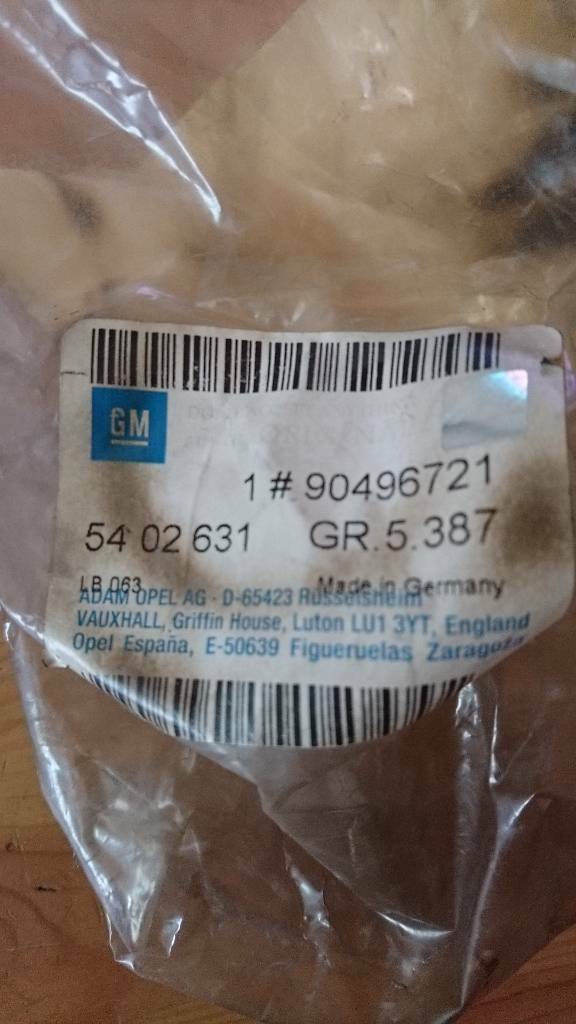 GM
1 # 90496721
54 02 631 GR.5.387
LB 063 Made in Germany
ADAM OPEL AG · D-65423 Rüsselsheim
VAUXHALL, Griffin House, Luton LU1 3YT, England
Opel España, E-50639 Figueruelas Zaragoza